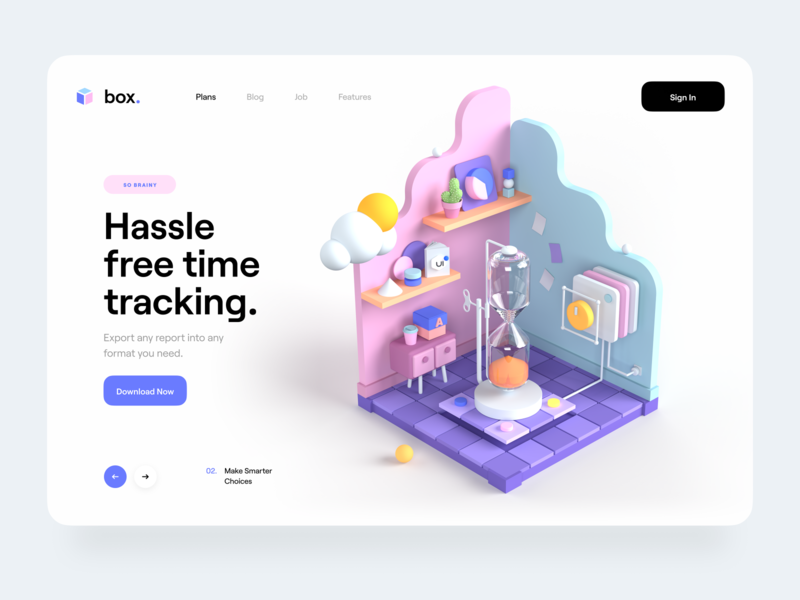 box.
Plans
Blog
Job
Features
Sign In
SO BRAINY
Hassle
free time
tracking.
Export any report into any
format you need.
Download Now
02.
Make Smarter
Choices
UI
A